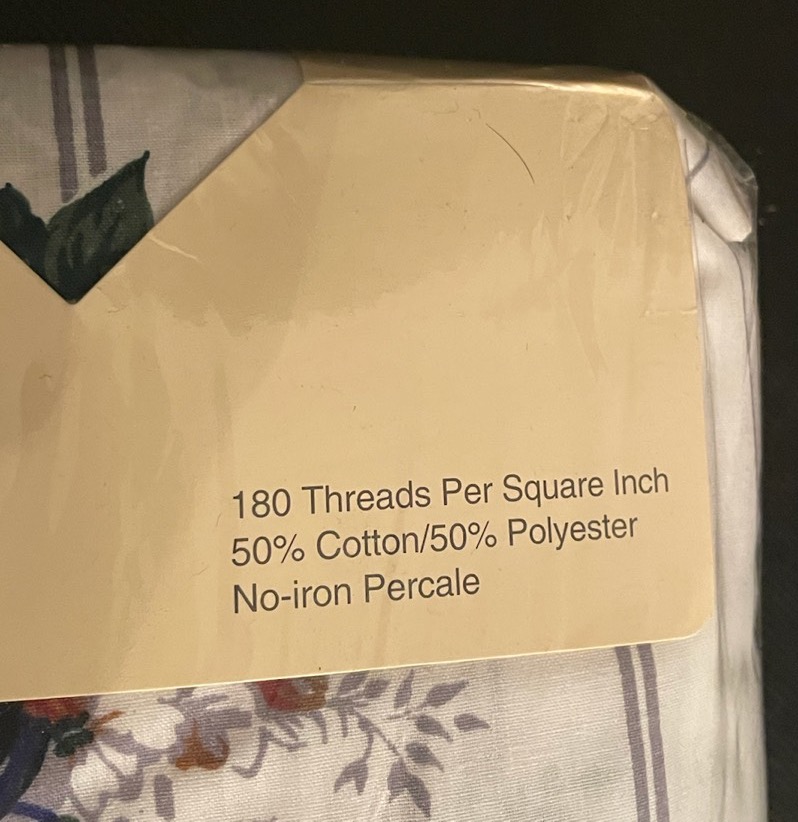 180 Threads Per Square Inch
50% Cotton/50% Polyester
No-iron Percale